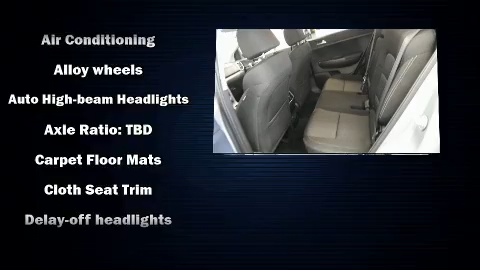 Air Conditioning
Alloy wheels
Auto High-beam Headlights
Axle Ratio: TBD
Carpet Floor Mats
Cloth Seat Trim
Delay-off headlights